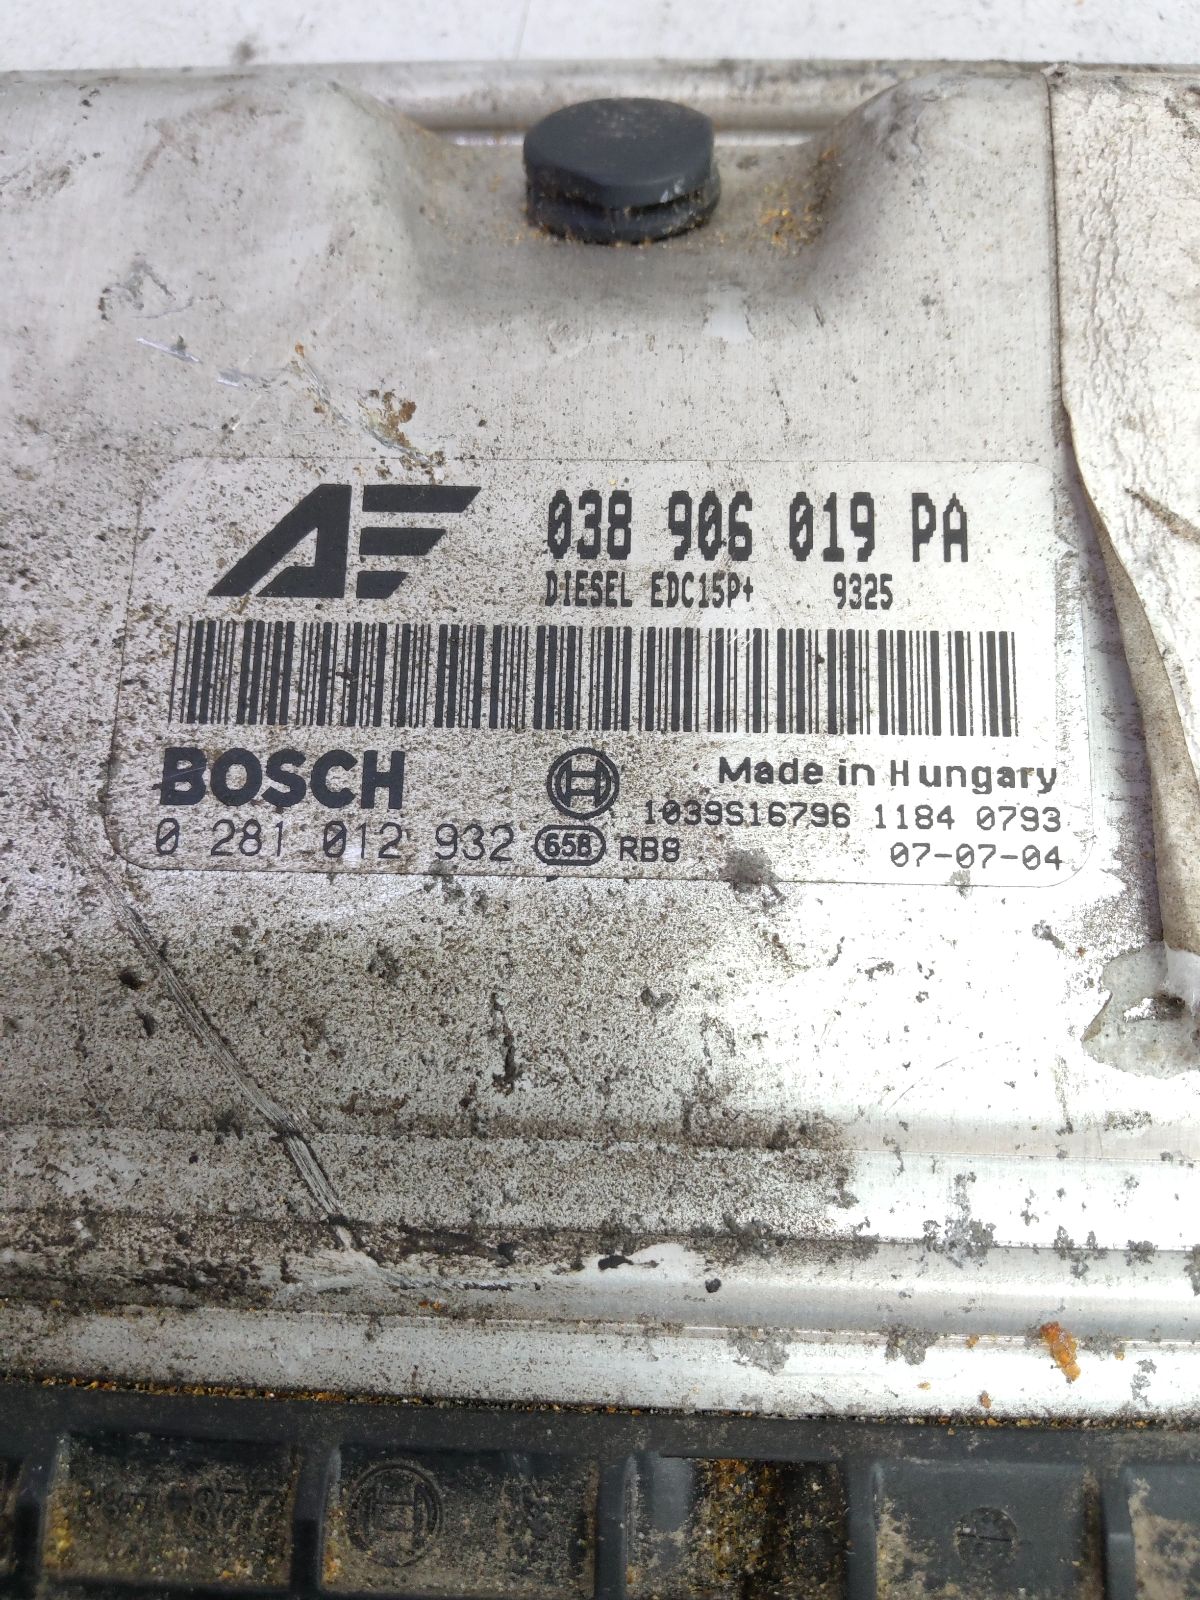 AF 038 906 019 PA
DIESEL EDC15P+ 9325
BOSCH Made in Hungary
1039S16796 1184 0793
0 281 012 932 658 RB8 07-07-04